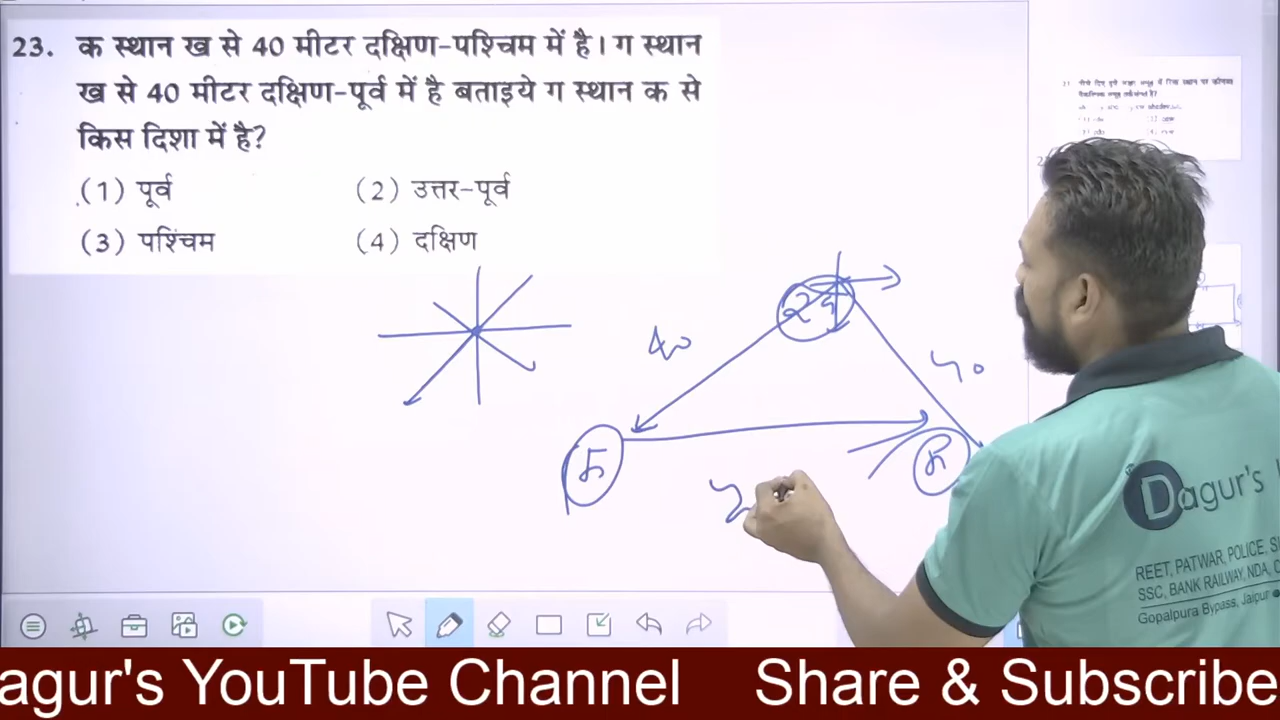 23. क स्थान ख से 40 मीटर दक्षिण-पश्चिम में है। ग स्थान
ख से 40 मीटर दक्षिण-पूर्व में है बताइये ग स्थान क से
किस दिशा में है?
(1) पूर्व (2) उत्तर-पूर्व
(3) पश्चिम (4) दक्षिण
40
40
Dagur's
REET, PATWAR, POLICE, S
SSC, BANK RAILWAY, NDA, C
Gopalpura Bypass, Jaipur
agur's YouTube Channel Share & Subscribe